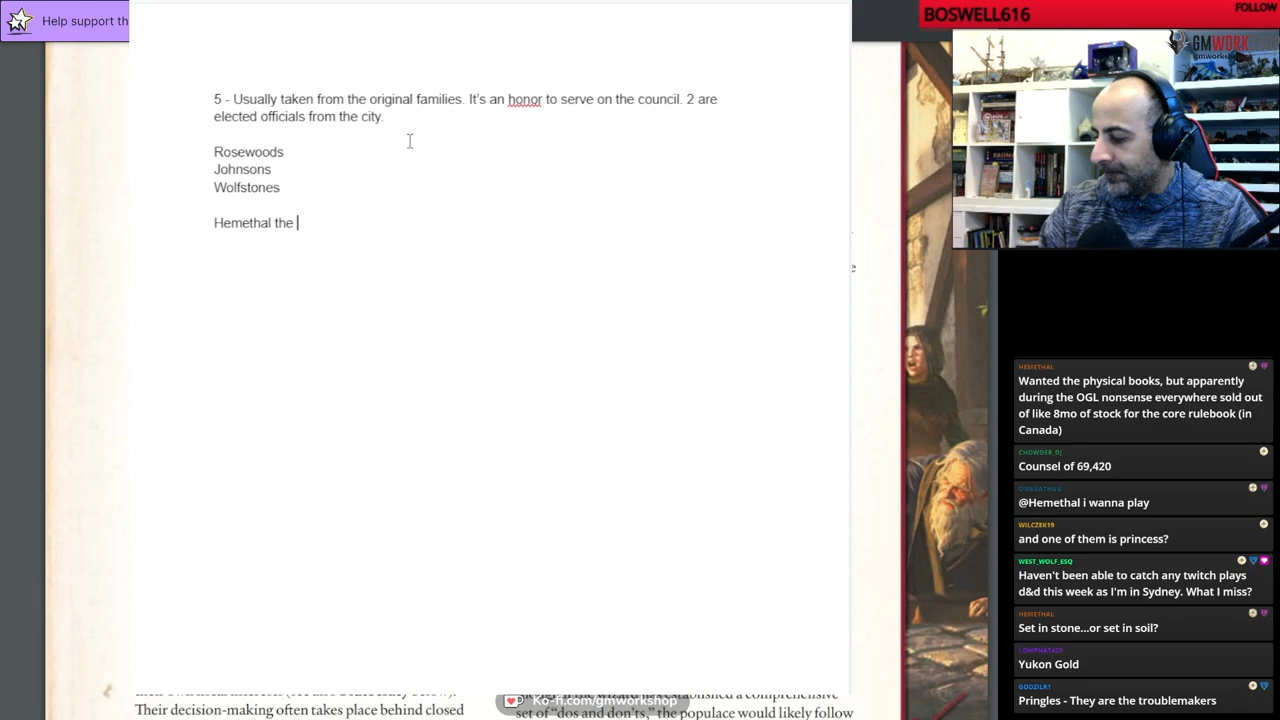 Help support th
BOSWELL616
FOLLOW
GMWORK
gmworksh
5 - Usually taken from the original families. It's an honor to serve on the council. 2 are
elected officials from the city.
Rosewoods
Johnsons
Wolfstones
Hemethal the
HEMETHAL
Wanted the physical books, but apparently
during the OGL nonsense everywhere sold out
of like 8mo of stock for the core rulebook (in
Canada)
CHOWDER_DJ
Counsel of 69,420
OMEGATHUG
@Hemethal i wanna play
WILCZEK19
and one of them is princess?
WEST_WOLF_ESQ
Haven't been able to catch any twitch plays
d&d this week as I'm in Sydney. What I miss?
HEMETHAL
Set in stone...or set in soil?
LOWPHAT420
Yukon Gold
GODZILR1
Pringles - They are the troublemakers
Ko-fi.com/gmworkshop
Their decision-making often takes place behind closed
established a comprehensive
set of "dos and don'ts," the populace would likely follow